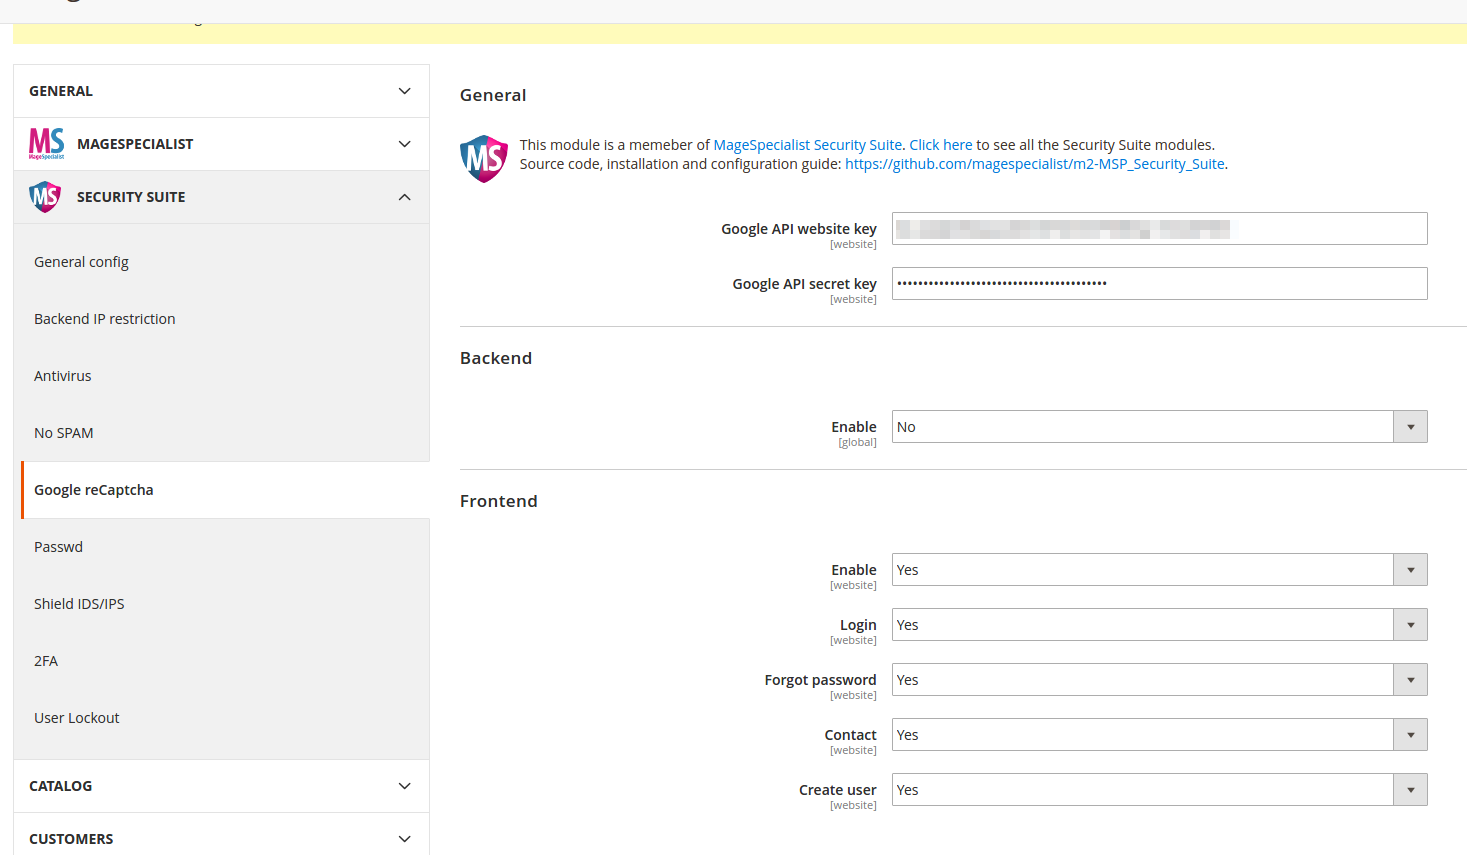 GENERAL
MS
MageSpecialist
MAGESPECIALIST
MS
SECURITY SUITE
General config
Backend IP restriction
Antivirus
No SPAM
Google reCaptcha
Passwd
Shield IDS/IPS
2FA
User Lockout
CATALOG
CUSTOMERS
General
MS
This module is a memeber of MageSpecialist Security Suite. Click here to see all the Security Suite modules.
Source code, installation and configuration guide: https://github.com/magespecialist/m2-MSP_Security_Suite.
Google API website key
[website]
Google API secret key
[website]
Backend
Enable
No
[global]
Frontend
Enable
Yes
[website]
Login
Yes
[website]
Forgot password
Yes
[website]
Contact
Yes
[website]
Create user
Yes
[website]